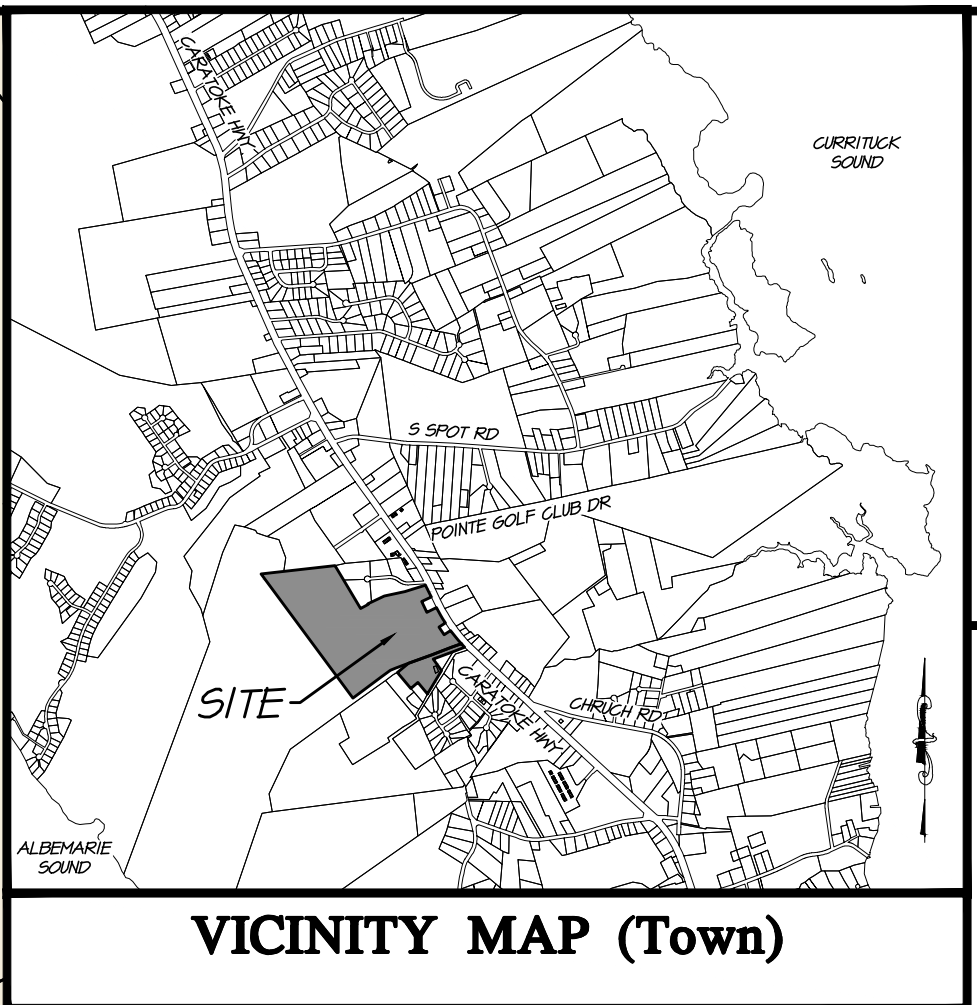 CARATOKE HWY
CURRITUCK
SOUND
S SPOT RD
POINTE GOLF CLUB DR
SITE
CARATOKE HWY
CHRUCH RD
ALBEMARIE
SOUND
VICINITY MAP (Town)